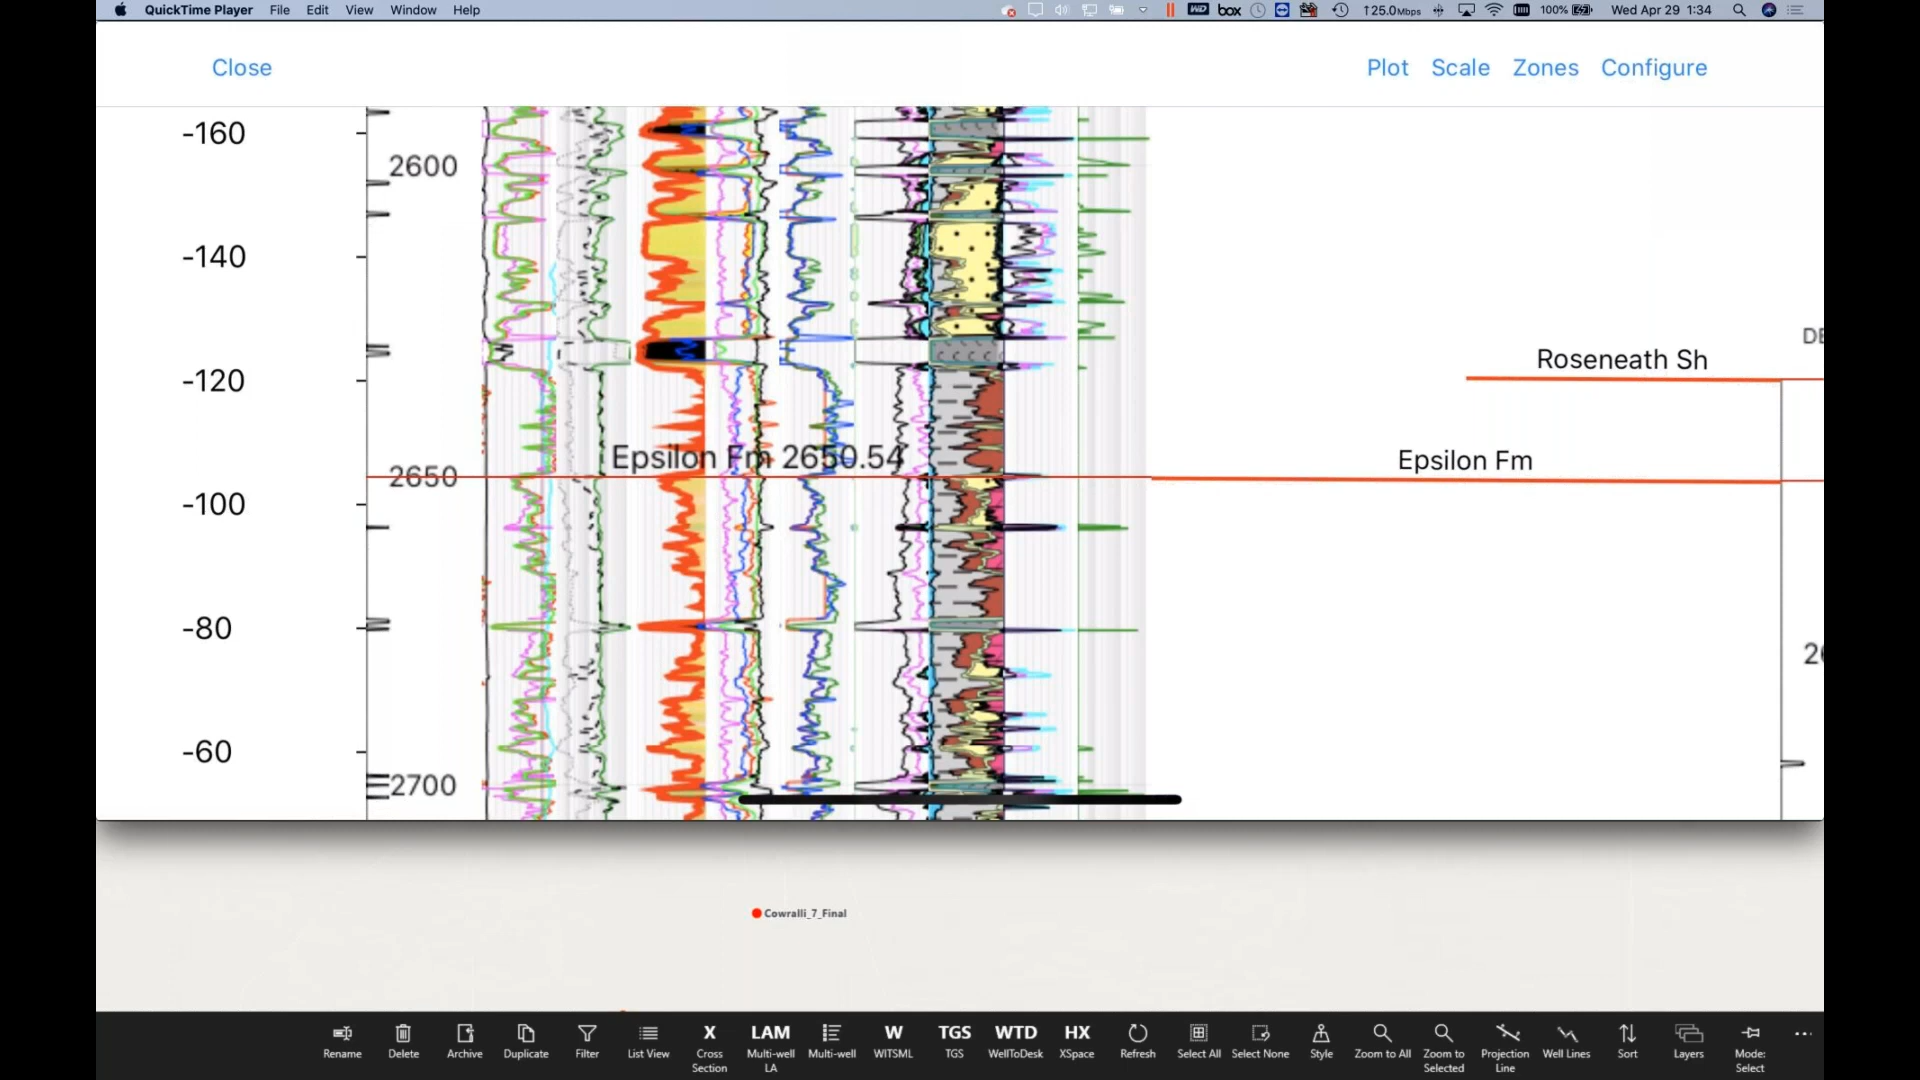 QuickTime Player File Edit View Window Help
box 125.0Mbps 100% Wed Apr 29 1:34
Close Plot Scale Zones Configure
-160
2600
-140
DE
Roseneath Sh
-120
Epsilon Fm 2650.54
Epsilon Fm
2650
-100
-80
-60
2700
Cowralli_7_Final
X LAM W TGS WTD HX
Rename Delete Archive Duplicate Filter List View Cross Section Multi-well LA Multi-well WITSML TGS WellToDesk XSpace Refresh Select All Select None Style Zoom to All Zoom to Selected Projection Line Well Lines Sort Layers Mode: Select